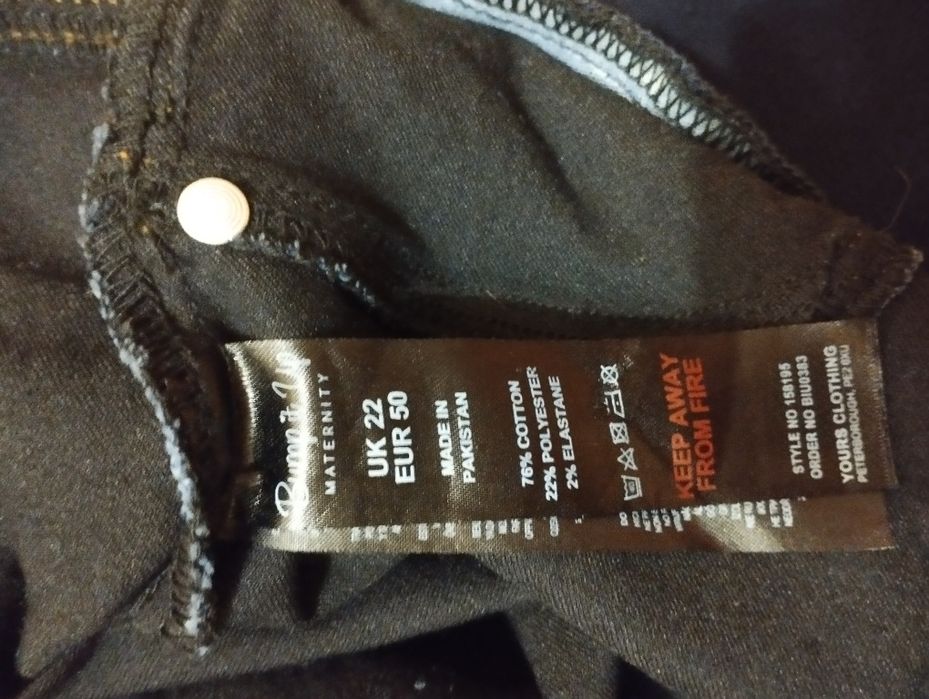 Bump it Up
MATERNITY
UK 22
EUR 50
MADE IN
PAKISTAN
76% COTTON
22% POLYESTER
2% ELASTANE
KEEP AWAY
FROM FIRE
STYLE NO 158195
ORDER NO BIU0383
YOURS CLOTHING
PETERBOROUGH, PE2 6XU